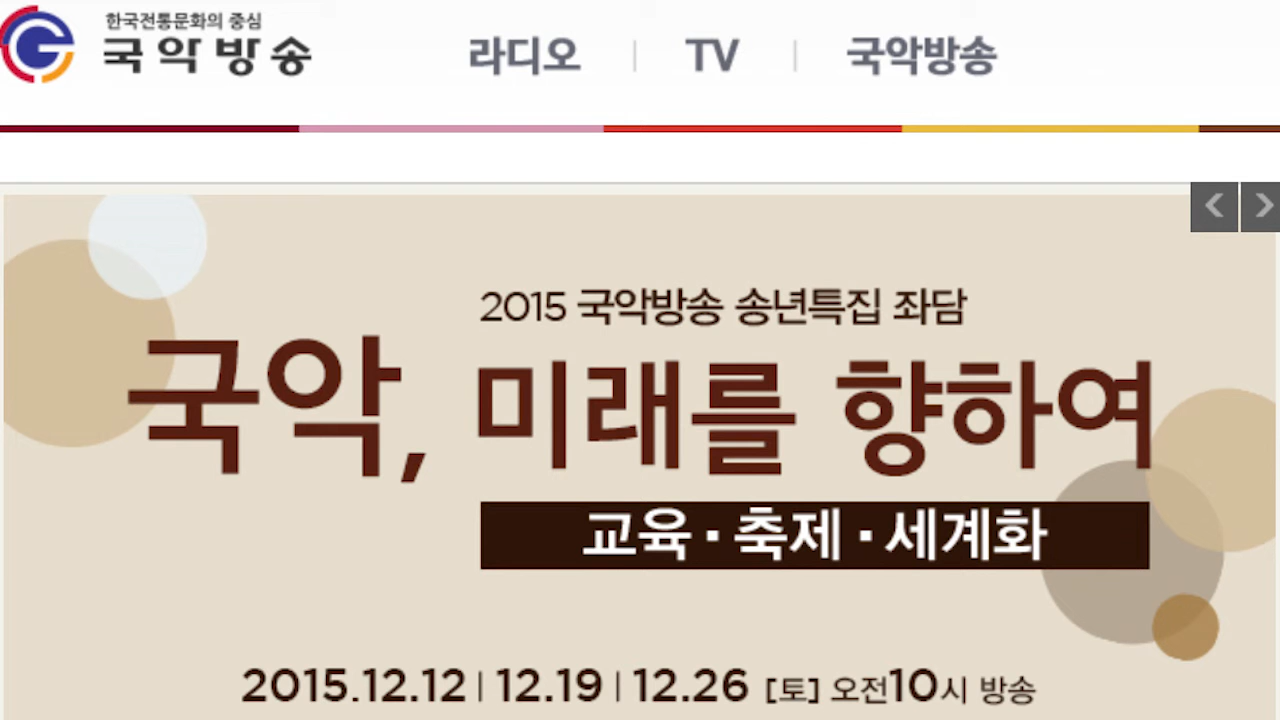 한국전통문화의 중심
국악방송
라디오 | TV | 국악방송
2015 국악방송 송년특집 좌담
국악, 미래를 향하여
교육·축제·세계화
2015.12.12 | 12.19 | 12.26 [토] 오전10시 방송